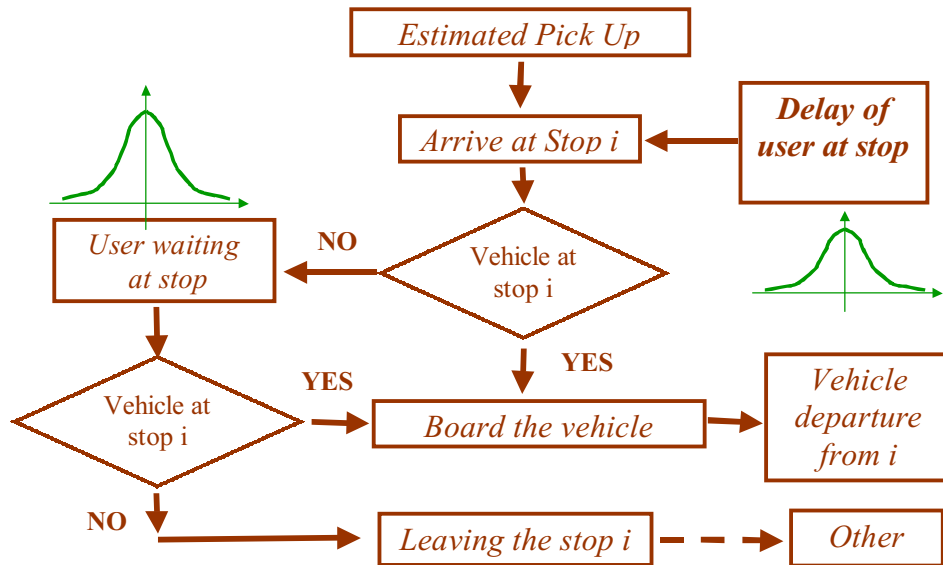 Estimated Pick Up
Delay of
user at stop
Arrive at Stop i
User waiting
at stop
NO
Vehicle at
stop i
YES
Vehicle at
stop i
YES
Board the vehicle
Vehicle
departure
from i
NO
Leaving the stop i
Other